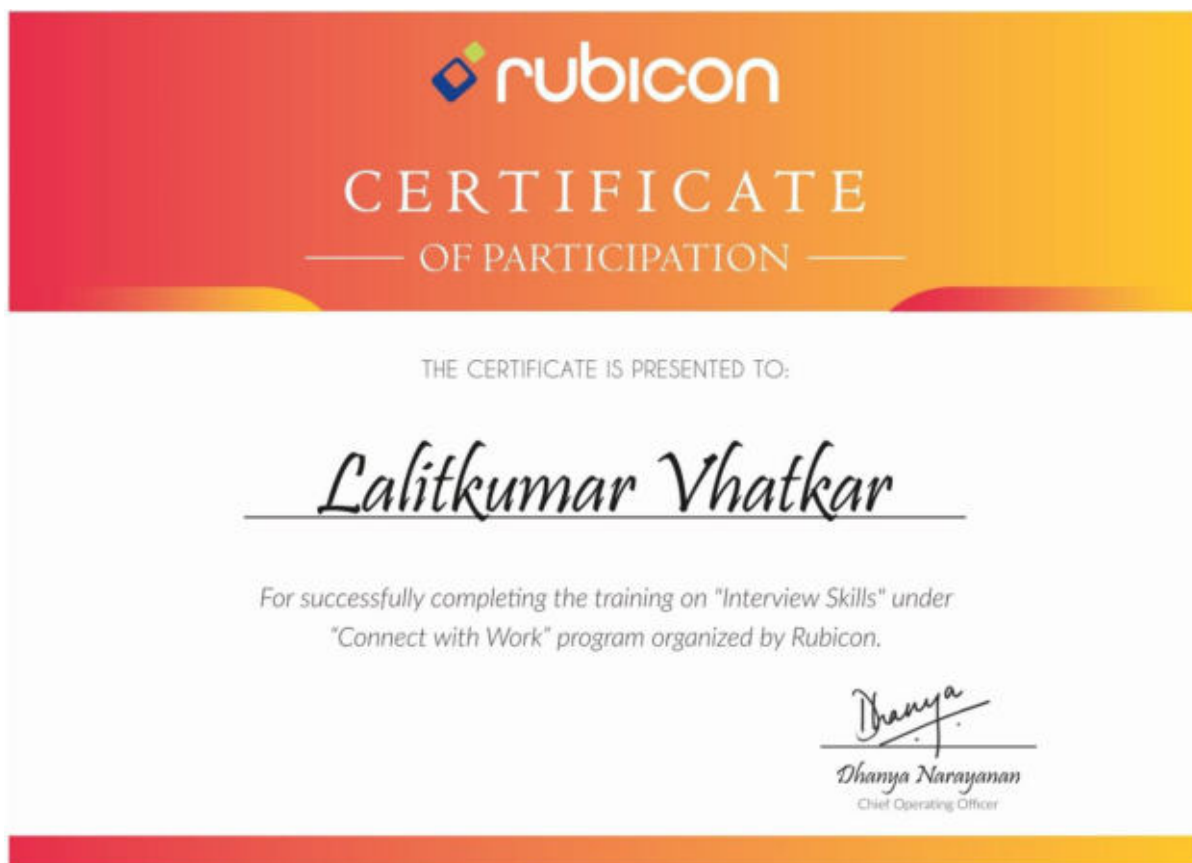 rubicon
CERTIFICATE
OF PARTICIPATION
THE CERTIFICATE IS PRESENTED TO:
Lalitkumar Vhatkar
For successfully completing the training on "Interview Skills" under
"Connect with Work" program organized by Rubicon.
Dhanya
Dhanya Narayanan
Chief Operating Officer